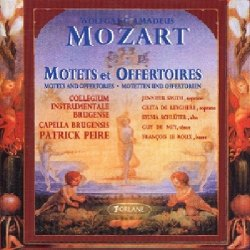 WOLFGANG AMADEUS
MOZART
MOTETS et OFFERTOIRES
MOTETS AND OFFERTORIES • MOTETTEN UND OFFERTORIEN
COLLEGIUM
INSTRUMENTALE
BRUGENSE
CAPELLA BRUGENSIS
PATRICK PEIRE
JENNIFER SMITH, soprano
GRETA DE REYGHERE, soprano
SYLVIA SCHLÜTER, alto
GUY DE MEY, ténor
FRANÇOIS LE ROUX, basse
FORLANE